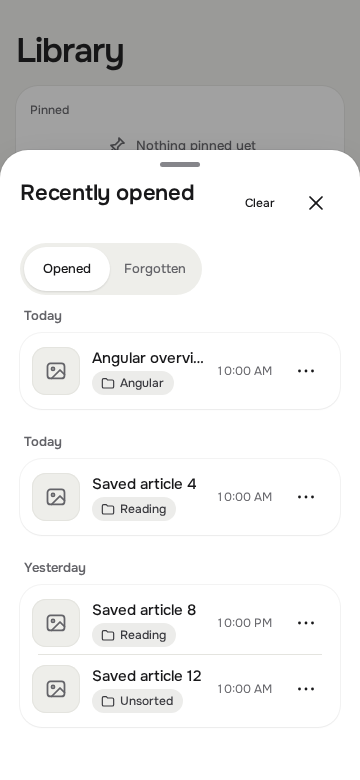 Library
Pinned
Nothing pinned yet
Recently opened
Clear
Opened
Forgotten
Today
Angular overvi...
Angular
10:00 AM
Today
Saved article 4
Reading
10:00 AM
Yesterday
Saved article 8
Reading
10:00 PM
Saved article 12
Unsorted
10:00 AM